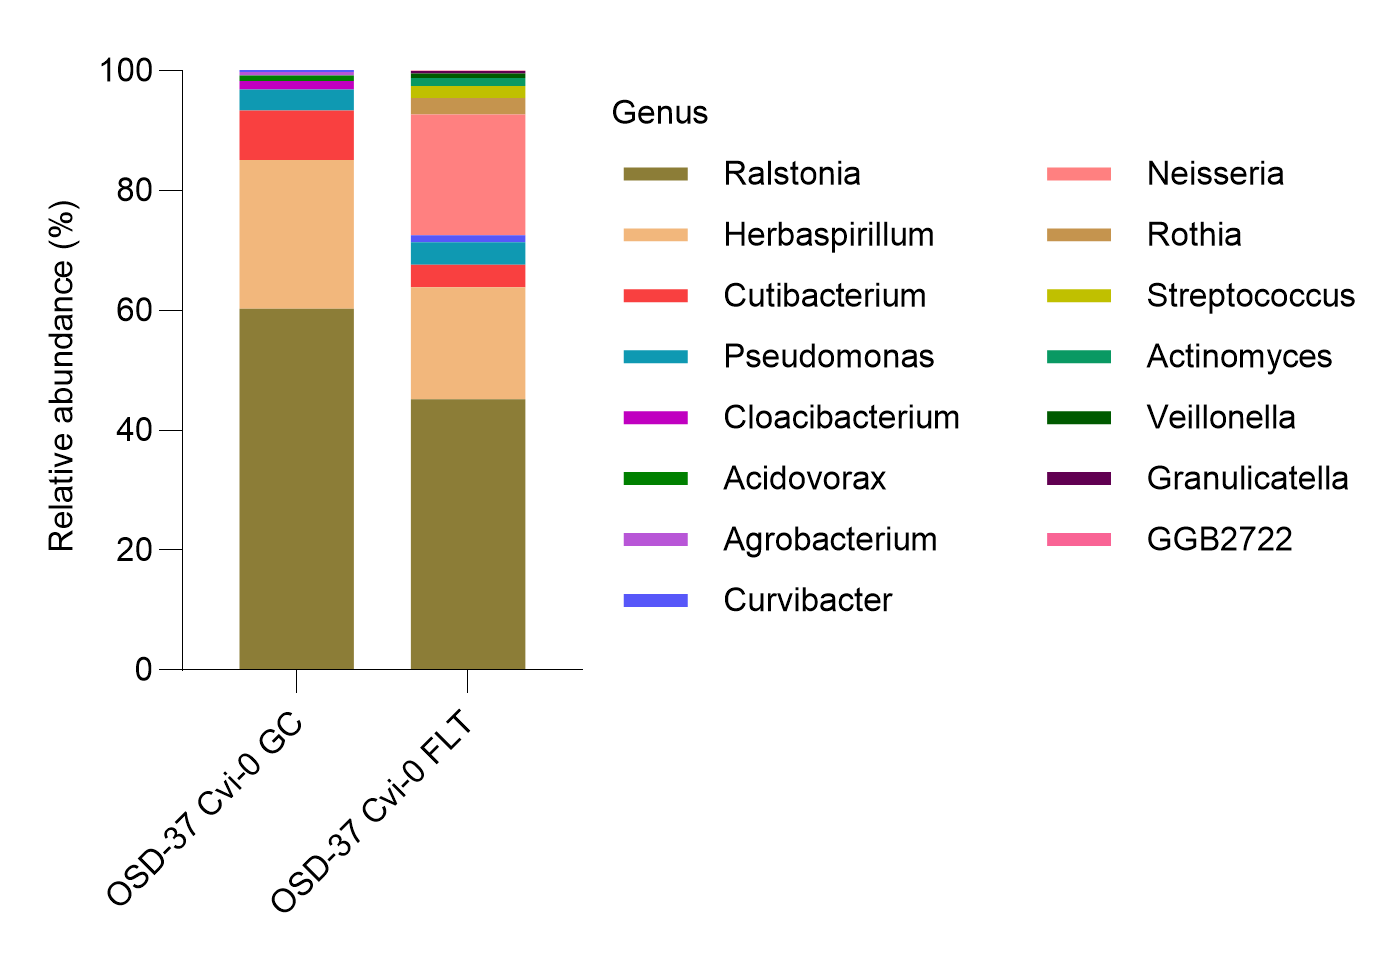 100
80
60
40
20
0
Relative abundance (%)
OSD-37 Cvi-0 GC
OSD-37 Cvi-0 FLT
Genus
Ralstonia
Herbaspirillum
Cutibacterium
Pseudomonas
Cloacibacterium
Acidovorax
Agrobacterium
Curvibacter
Neisseria
Rothia
Streptococcus
Actinomyces
Veillonella
Granulicatella
GGB2722